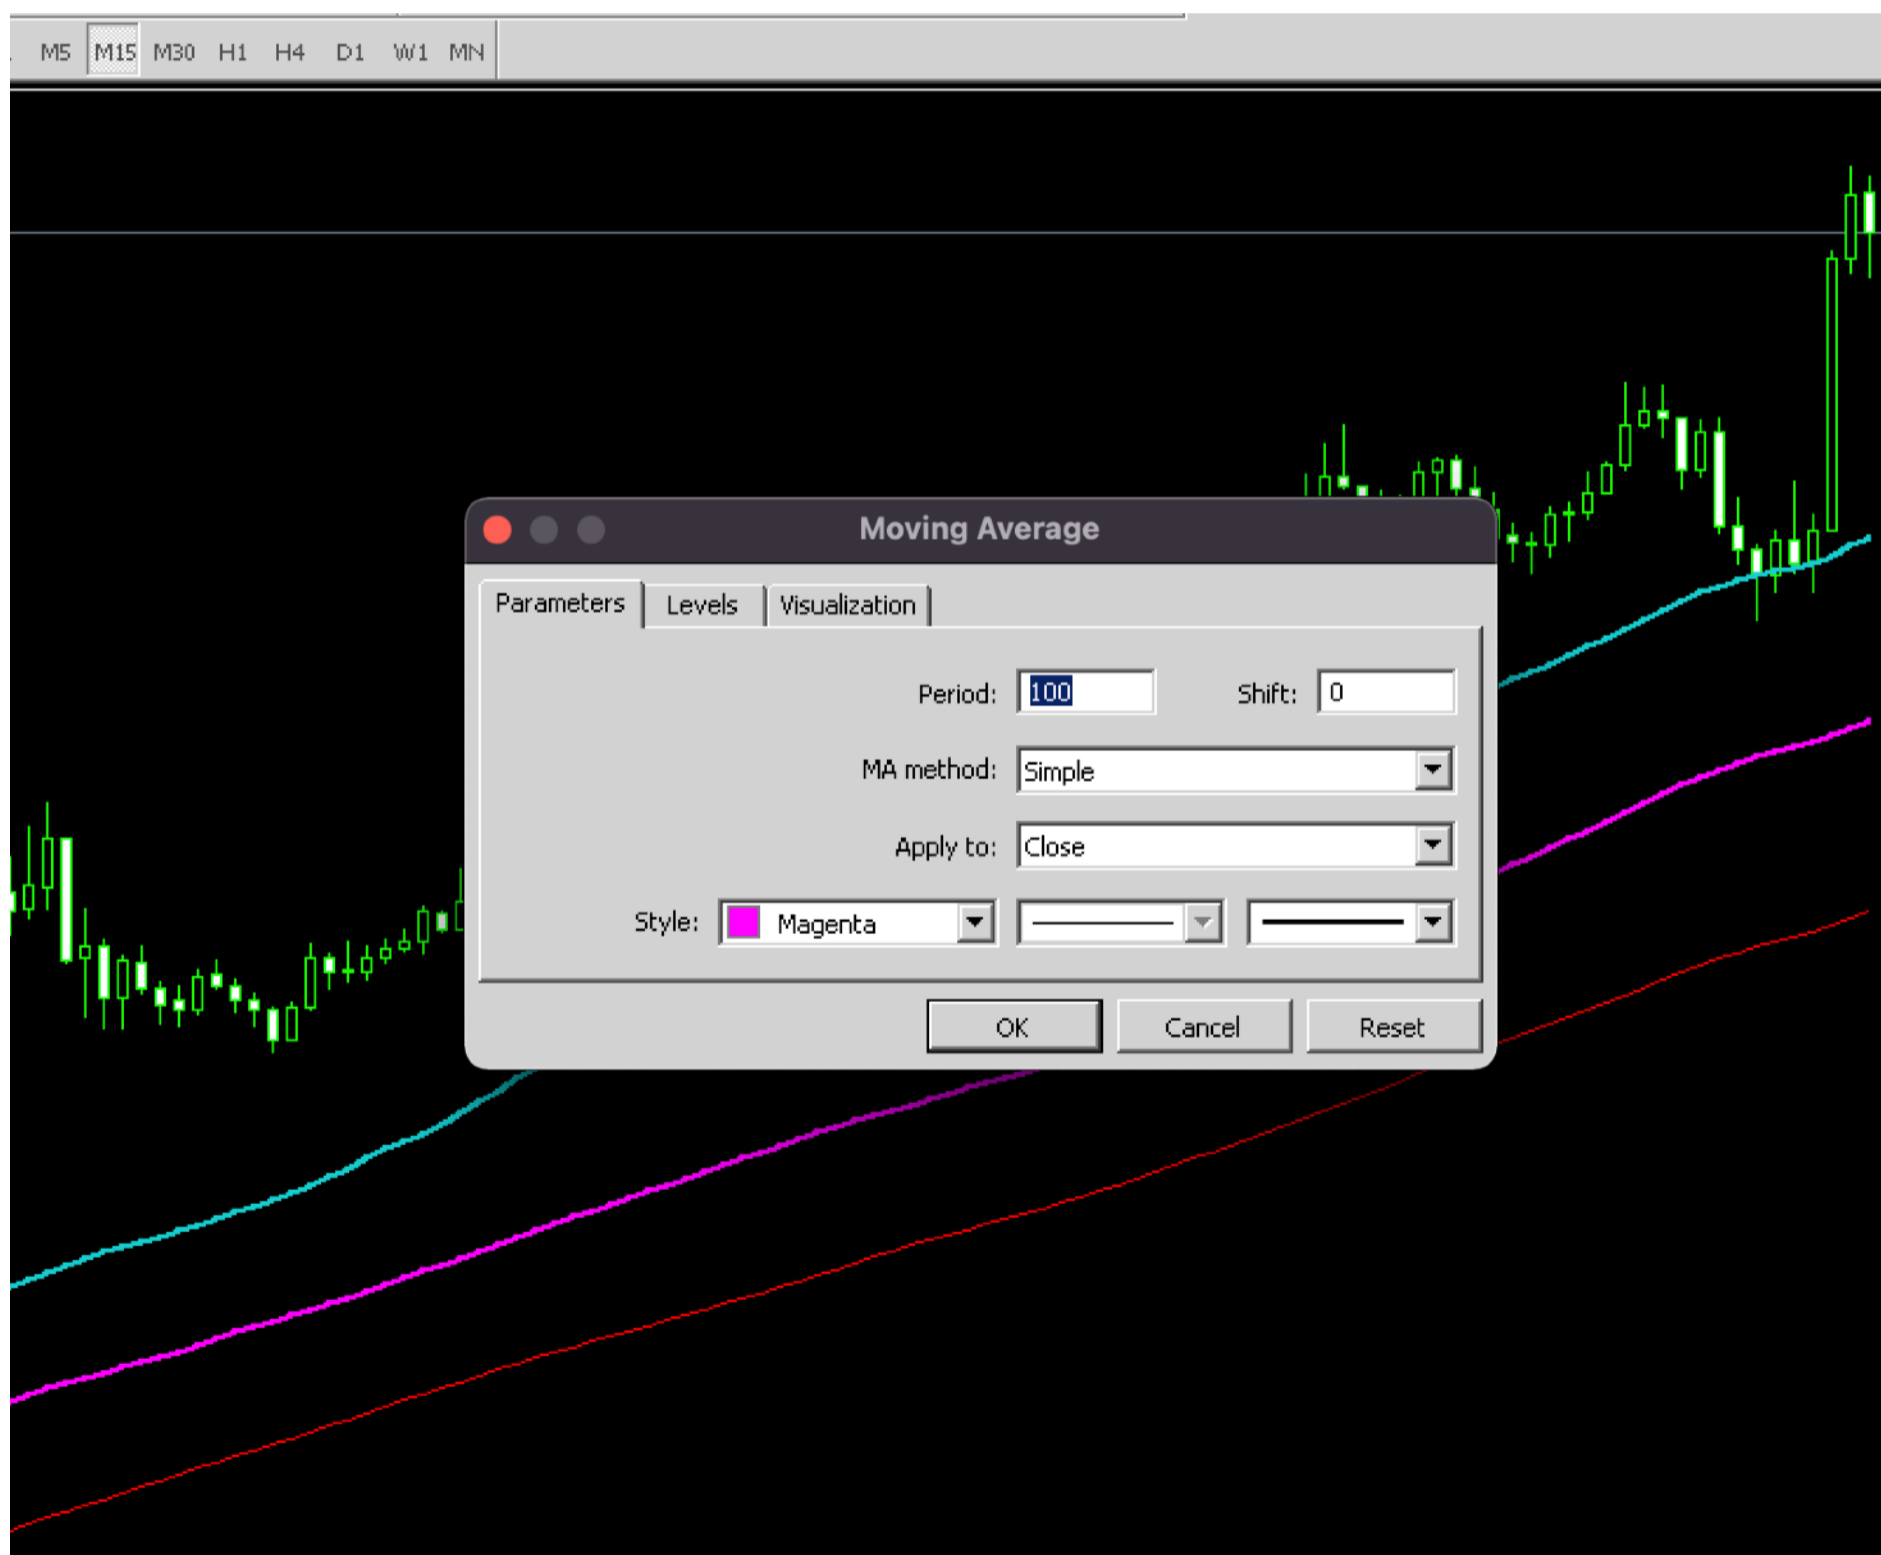 M5 M15 M30 H1 H4 D1 W1 MN
Moving Average
Parameters Levels Visualization
Period: 100 Shift: 0
MA method: Simple
Apply to: Close
Style: Magenta
OK Cancel Reset